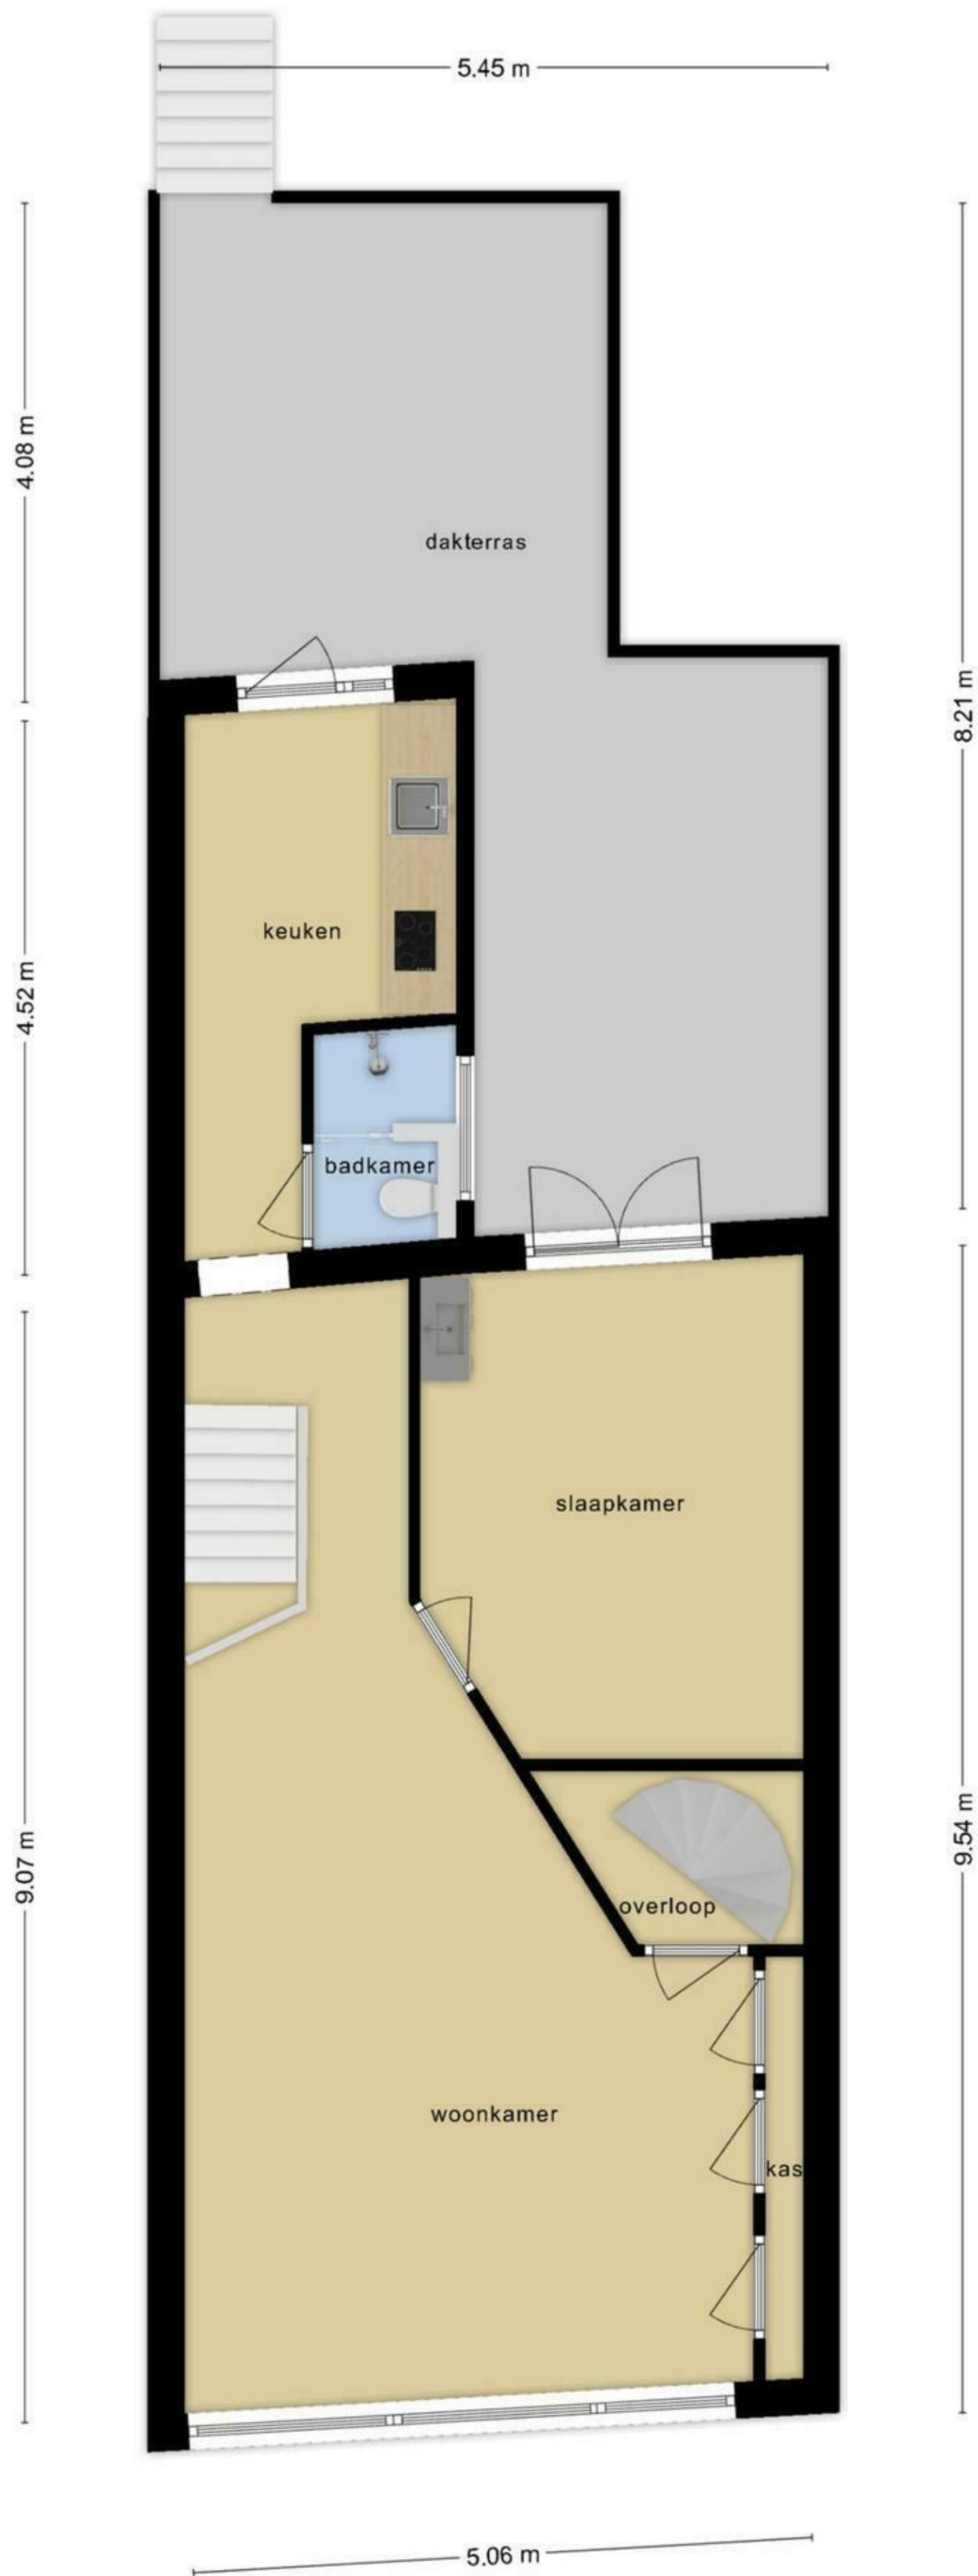 5.45 m
4.08 m
dakterras
8.21 m
keuken
4.52 m
badkamer
slaapkamer
9.07 m
9.54 m
overloop
woonkamer
kas
5.06 m